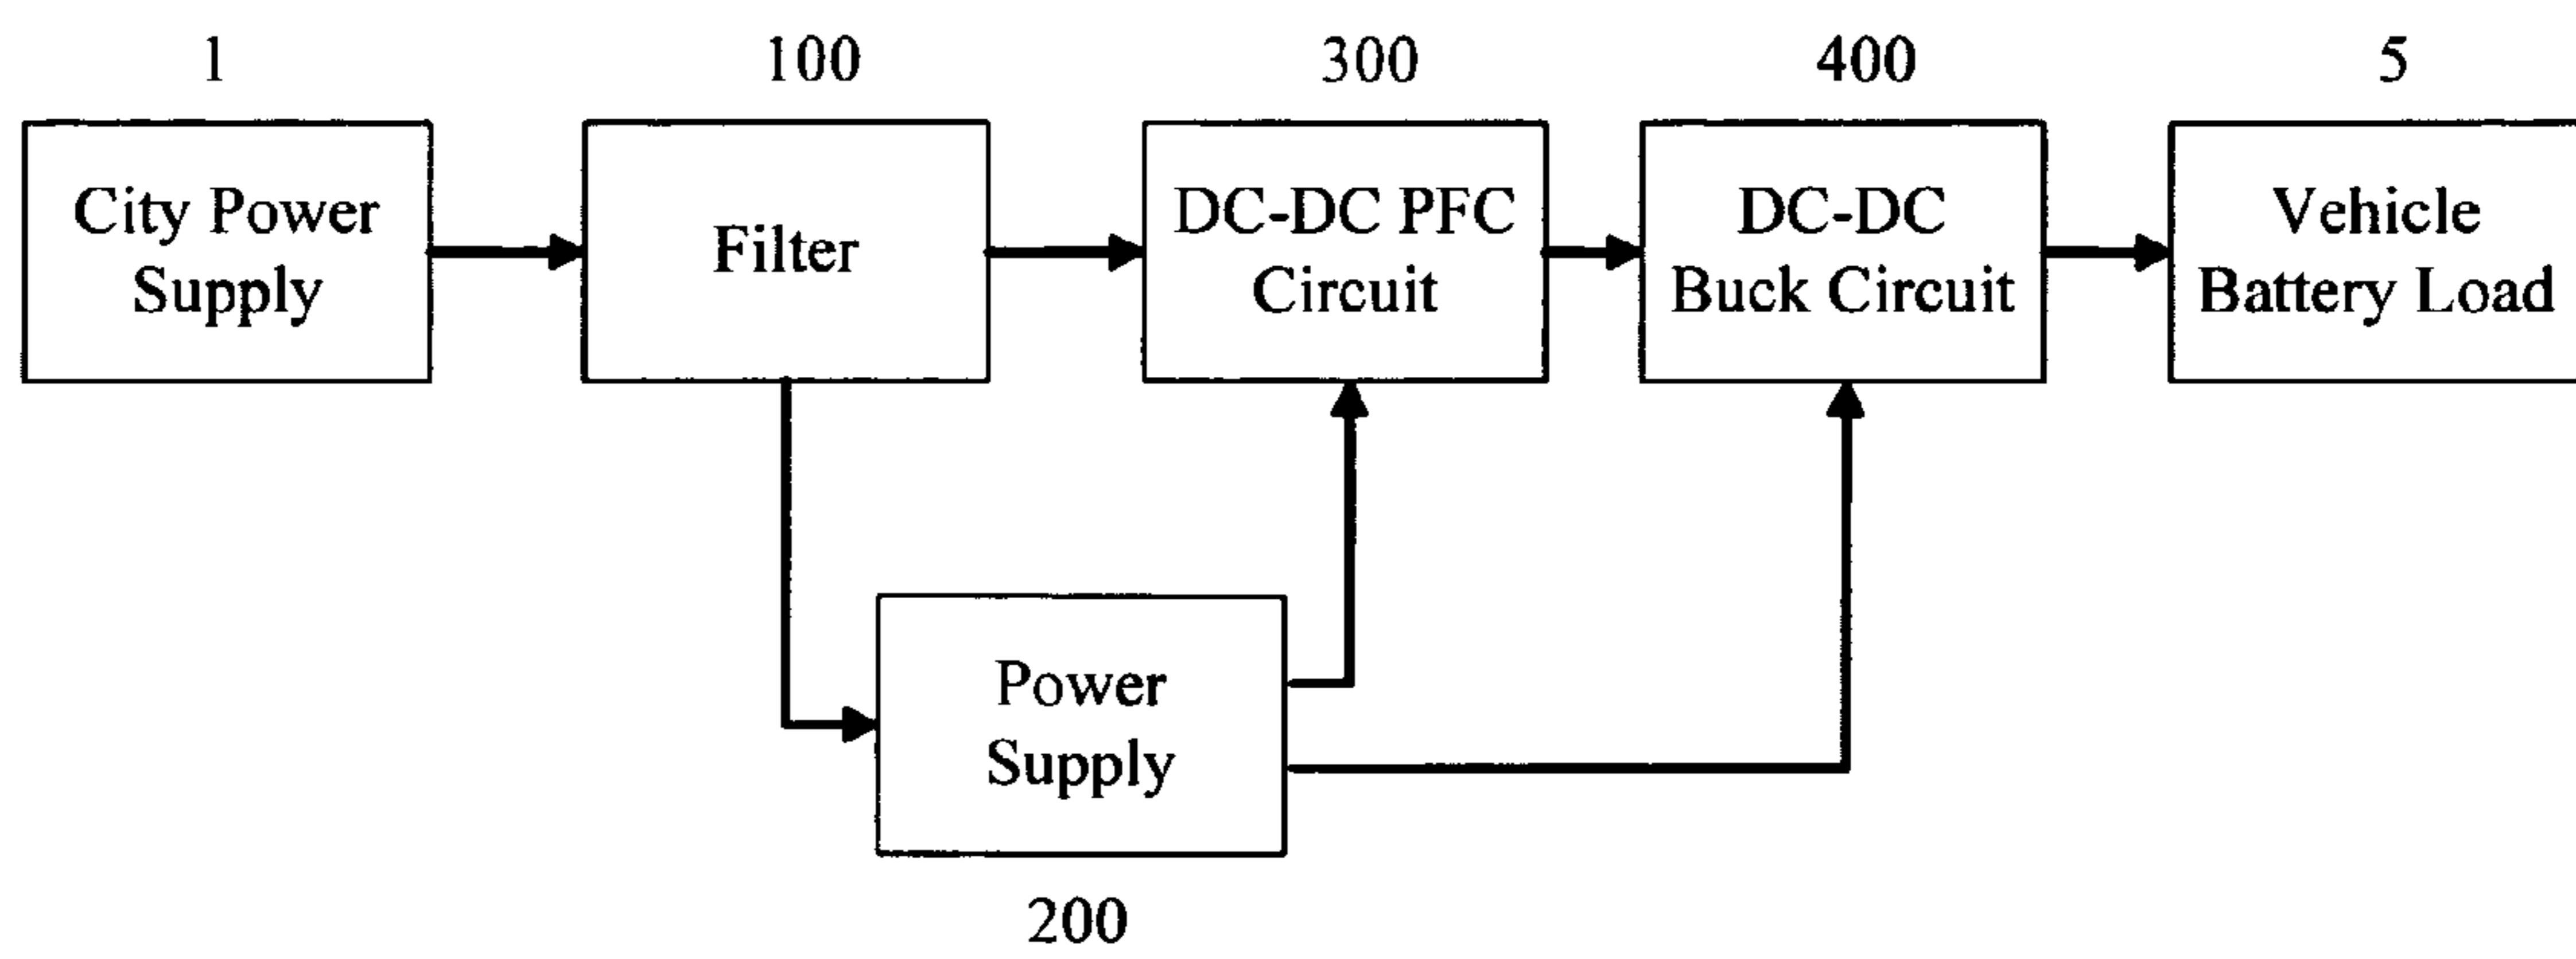 1
100
300
400
5
City Power
Supply
Filter
DC-DC PFC
Circuit
DC-DC
Buck Circuit
Vehicle
Battery Load
Power
Supply
200